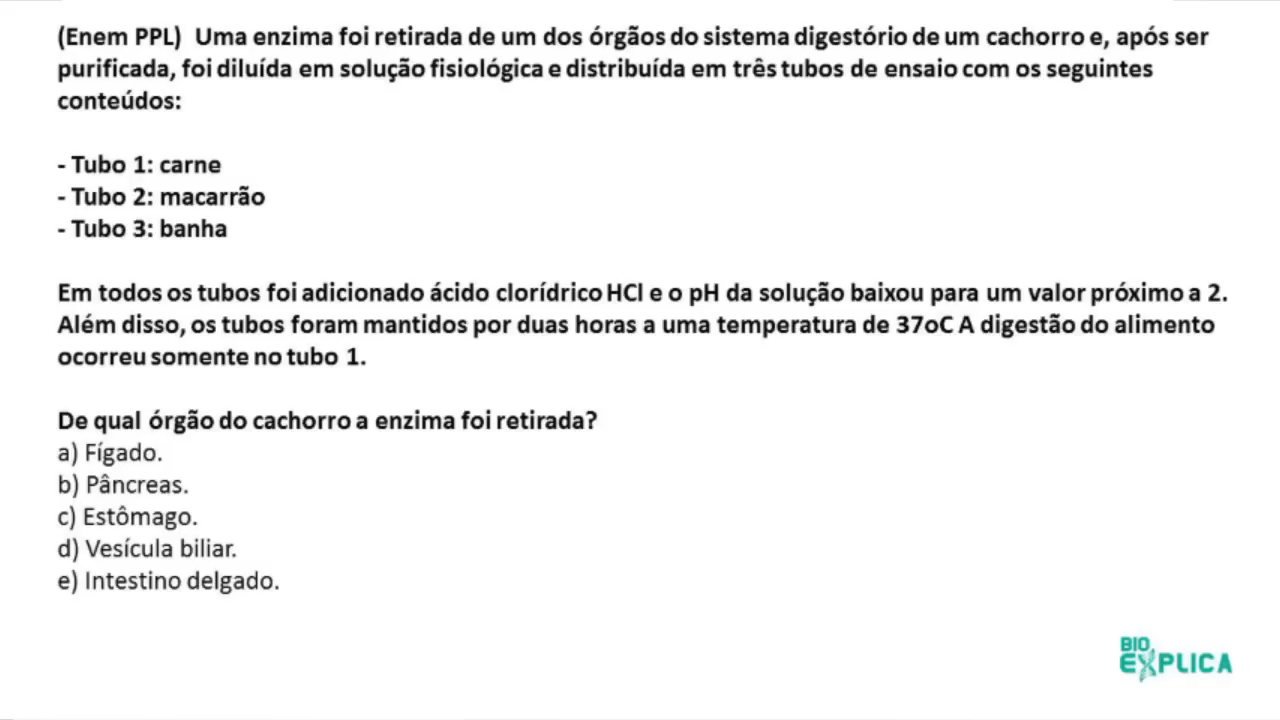 (Enem PPL) Uma enzima foi retirada de um dos órgãos do sistema digestório de um cachorro e, após ser
purificada, foi diluída em solução fisiológica e distribuída em três tubos de ensaio com os seguintes
conteúdos:
- Tubo 1: carne
- Tubo 2: macarrão
- Tubo 3: banha
Em todos os tubos foi adicionado ácido clorídrico HCl e o pH da solução baixou para um valor próximo a 2.
Além disso, os tubos foram mantidos por duas horas a uma temperatura de 37oC A digestão do alimento
ocorreu somente no tubo 1.
De qual órgão do cachorro a enzima foi retirada?
a) Fígado.
b) Pâncreas.
c) Estômago.
d) Vesícula biliar.
e) Intestino delgado.
BIO
EXPLICA